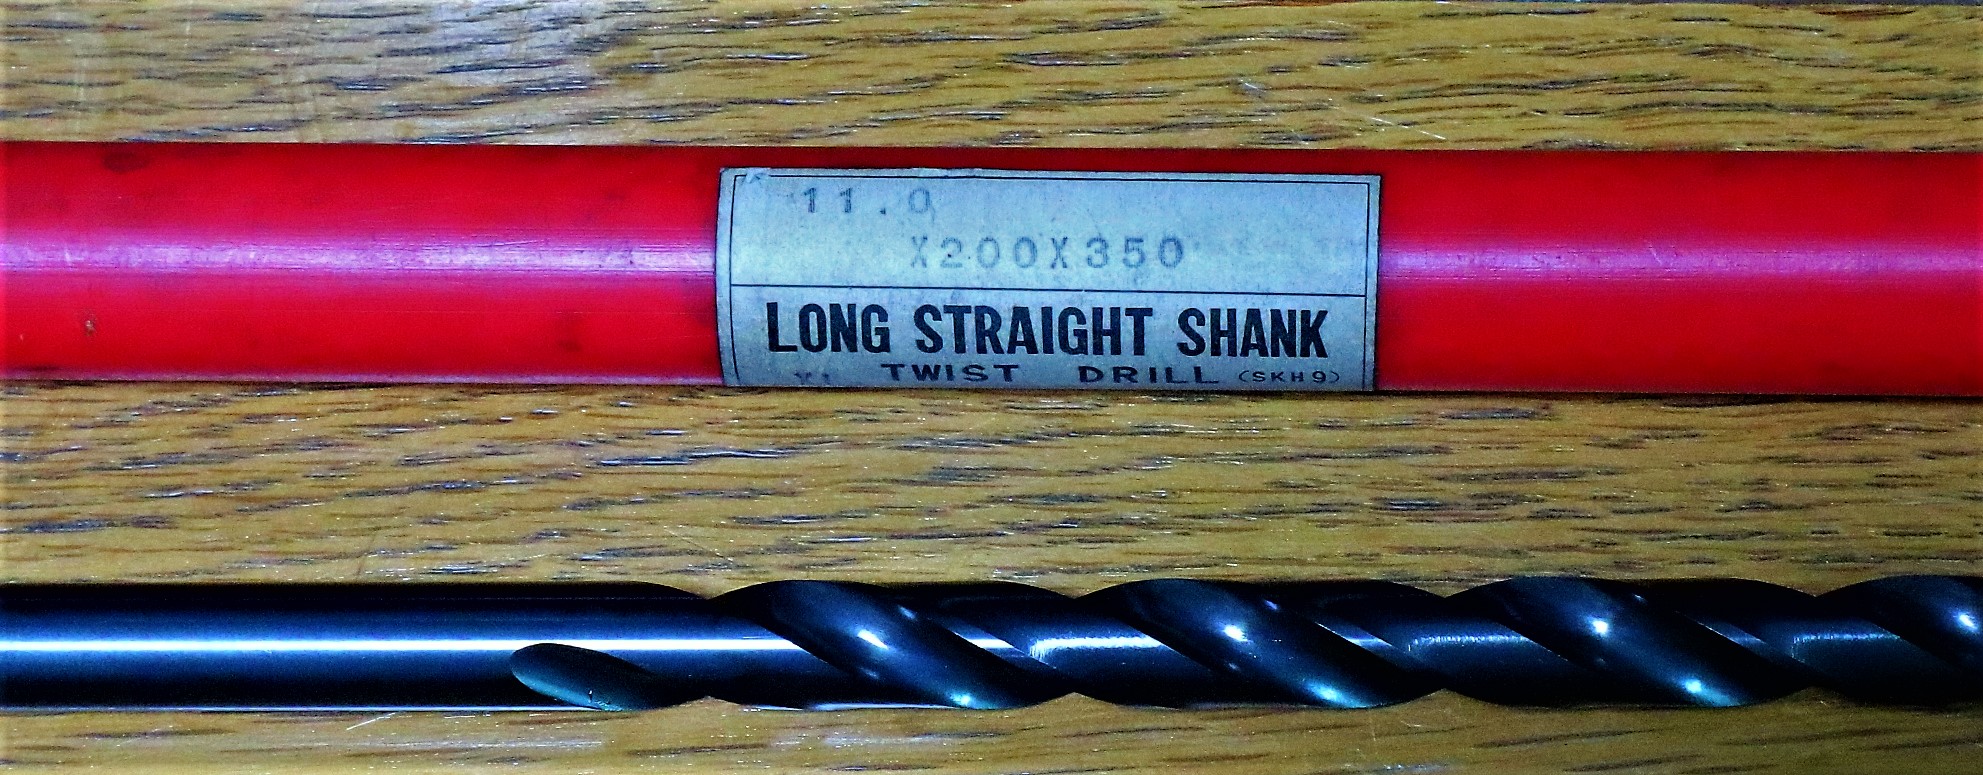 11.0
X200X350
LONG STRAIGHT SHANK
TWIST DRILL (SKH9)